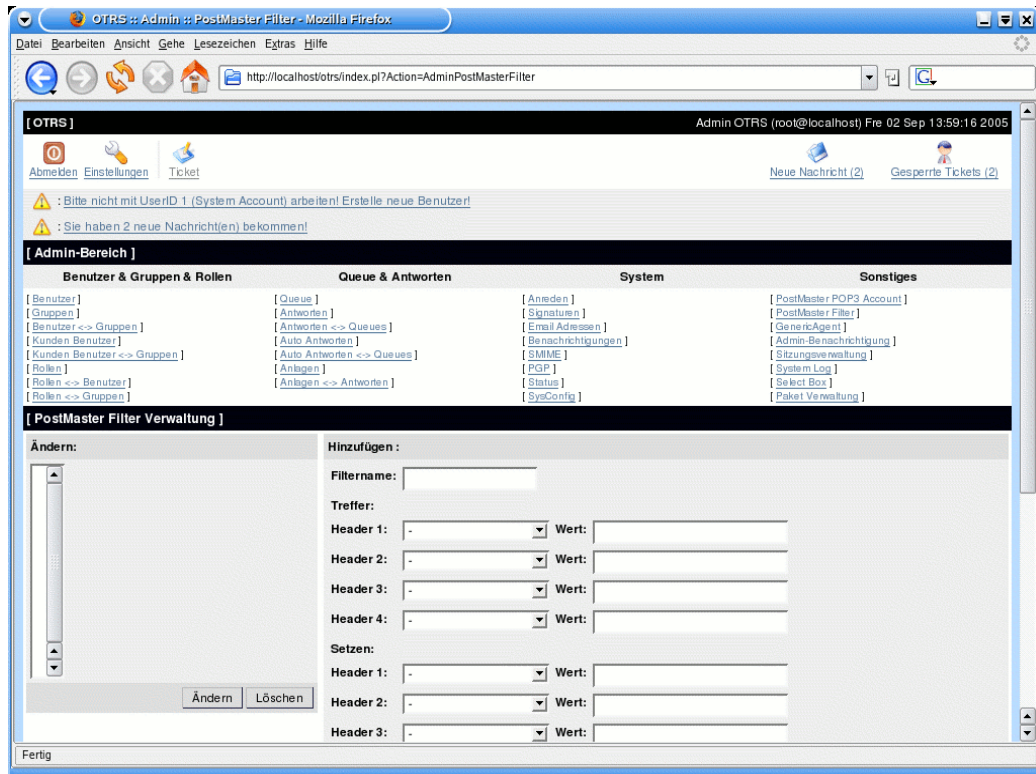 OTRS :: Admin :: PostMaster Filter - Mozilla Firefox
Datei Bearbeiten Ansicht Gehe Lesezeichen Extras Hilfe
http://localhost/otrs/index.pl?Action=AdminPostMasterFilter
G
[ OTRS ] Admin OTRS (root@localhost) Fre 02 Sep 13:59:16 2005
Abmelden Einstellungen Ticket Neue Nachricht (2) Gesperrte Tickets (2)
: Bitte nicht mit UserID 1 (System Account) arbeiten! Erstelle neue Benutzer!
: Sie haben 2 neue Nachricht(en) bekommen!
[ Admin-Bereich ]
Benutzer & Gruppen & Rollen Queue & Antworten System Sonstiges
[ Benutzer ] [ Queue ] [ Anreden ] [ PostMaster POP3 Account ]
[ Gruppen ] [ Antworten ] [ Signaturen ] [ PostMaster Filter ]
[ Benutzer <-> Gruppen ] [ Antworten <-> Queues ] [ Email Adressen ] [ GenericAgent ]
[ Kunden Benutzer ] [ Auto Antworten ] [ Benachrichtigungen ] [ Admin-Benachrichtigung ]
[ Kunden Benutzer <-> Gruppen ] [ Auto Antworten <-> Queues ] [ SMIME ] [ Sitzungsverwaltung ]
[ Rollen ] [ Anlagen ] [ PGP ] [ System Log ]
[ Rollen <-> Benutzer ] [ Anlagen <-> Antworten ] [ Status ] [ Select Box ]
[ Rollen <-> Gruppen ] [ SysConfig ] [ Paket Verwaltung ]
[ PostMaster Filter Verwaltung ]
Ändern: Hinzufügen :
Filtername:
Treffer:
Header 1: - Wert:
Header 2: - Wert:
Header 3: - Wert:
Header 4: - Wert:
Setzen:
Header 1: - Wert:
Ändern Löschen Header 2: - Wert:
Header 3: - Wert:
Fertig